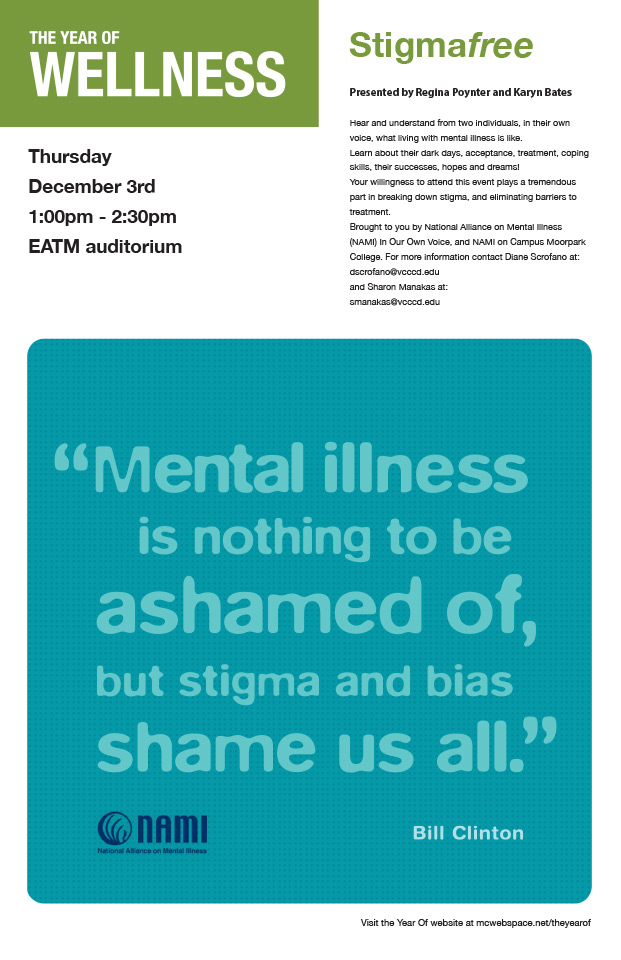 THE YEAR OF
WELLNESS
Thursday
December 3rd
1:00pm - 2:30pm
EATM auditorium
Stigmafree
Presented by Regina Poynter and Karyn Bates
Hear and understand from two individuals, in their own
voice, what living with mental illness is like.
Learn about their dark days, acceptance, treatment, coping
skills, their successes, hopes and dreams!
Your willingness to attend this event plays a tremendous
part in breaking down stigma, and eliminating barriers to
treatment.
Brought to you by National Alliance on Mental Illness
(NAMI) In Our Own Voice, and NAMI on Campus Moorpark
College. For more information contact Diane Scrofano at:
dscrofano@vcccd.edu
and Sharon Manakas at:
smanakas@vcccd.edu
“Mental illness
is nothing to be
ashamed of,
but stigma and bias
shame us all.”
NAMI
National Alliance on Mental Illness
Bill Clinton
Visit the Year Of website at mcwebspace.net/theyearof